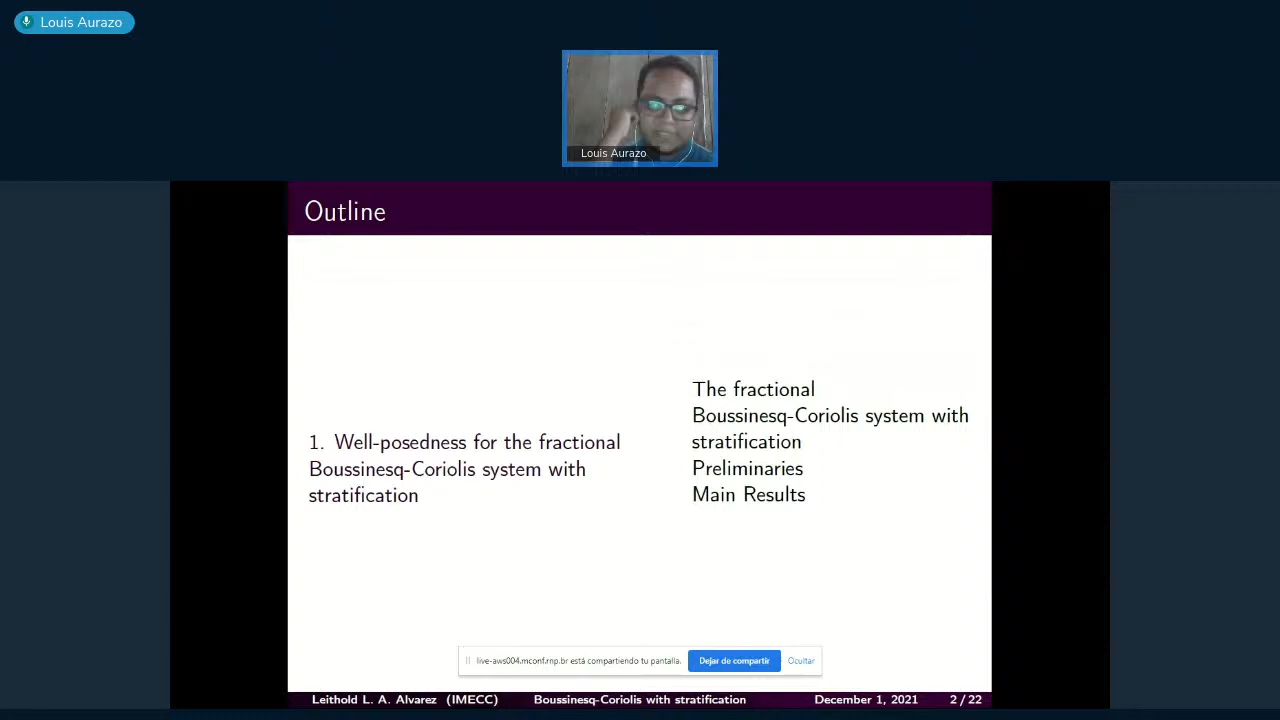 Louis Aurazo
Louis Aurazo
Outline
1. Well-posedness for the fractional
Boussinesq-Coriolis system with
stratification
The fractional
Boussinesq-Coriolis system with
stratification
Preliminaries
Main Results
live-aws004.mconf.rnp.br está compartiendo tu pantalla.
Dejar de compartir
Ocultar
Leithold L. A. Alvarez (IMECC) Boussinesq-Coriolis with stratification December 1, 2021 2 / 22